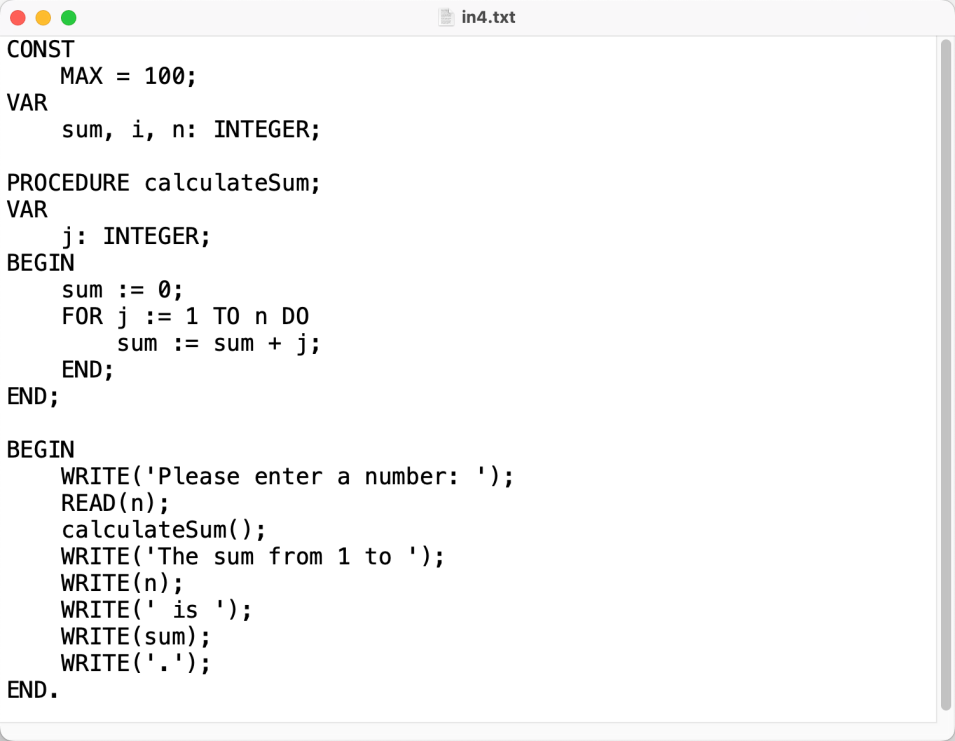 in4.txt
CONST
    MAX = 100;
VAR
    sum, i, n: INTEGER;

PROCEDURE calculateSum;
VAR
    j: INTEGER;
BEGIN
    sum := 0;
    FOR j := 1 TO n DO
        sum := sum + j;
    END;
END;

BEGIN
    WRITE('Please enter a number: ');
    READ(n);
    calculateSum();
    WRITE('The sum from 1 to ');
    WRITE(n);
    WRITE(' is ');
    WRITE(sum);
    WRITE('.');
END.